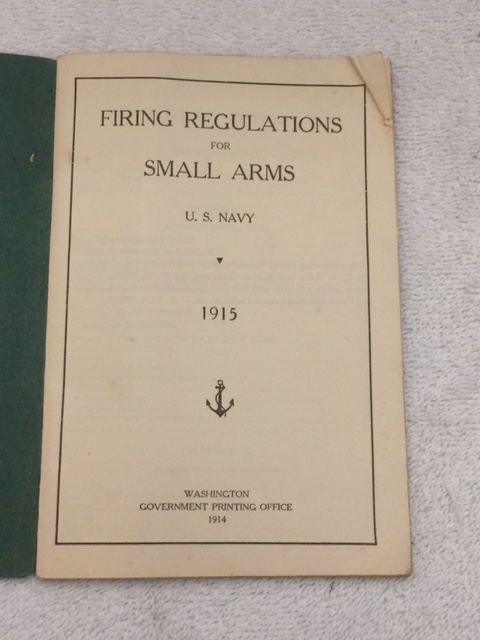 FIRING REGULATIONS
FOR
SMALL ARMS
U. S. NAVY
1915
WASHINGTON
GOVERNMENT PRINTING OFFICE
1914